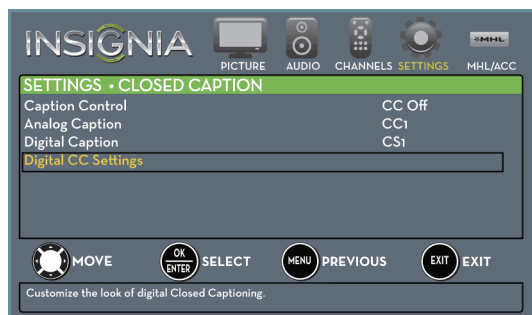 INSIGNIA
PICTURE AUDIO CHANNELS SETTINGS MHL/ACC
MHL
SETTINGS • CLOSED CAPTION
Caption Control CC Off
Analog Caption CC1
Digital Caption CS1
Digital CC Settings
MOVE OK ENTER SELECT MENU PREVIOUS EXIT EXIT
Customize the look of digital Closed Captioning.